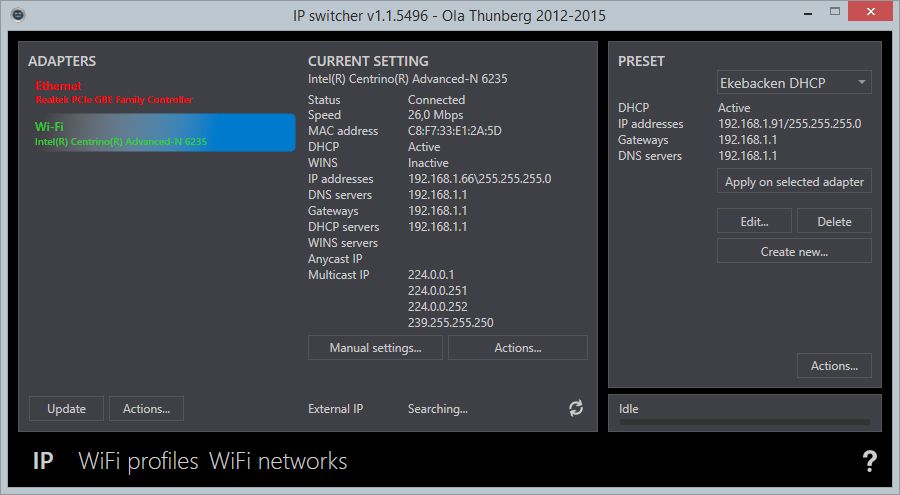 IP switcher v1.1.5496 - Ola Thunberg 2012-2015
ADAPTERS
Ethernet
Realtek PCIe GBE Family Controller
Wi-Fi
Intel(R) Centrino(R) Advanced-N 6235
Update
Actions...
CURRENT SETTING
Intel(R) Centrino(R) Advanced-N 6235
Status Connected
Speed 26,0 Mbps
MAC address C8:F7:33:E1:2A:5D
DHCP Active
WINS Inactive
IP addresses 192.168.1.66\255.255.255.0
DNS servers 192.168.1.1
Gateways 192.168.1.1
DHCP servers 192.168.1.1
WINS servers
Anycast IP
Multicast IP 224.0.0.1
224.0.0.251
224.0.0.252
239.255.255.250
Manual settings...
Actions...
External IP Searching...
PRESET
Ekebacken DHCP
DHCP Active
IP addresses 192.168.1.91/255.255.255.0
Gateways 192.168.1.1
DNS servers 192.168.1.1
Apply on selected adapter
Edit...
Delete
Create new...
Actions...
Idle
IP WiFi profiles WiFi networks
?